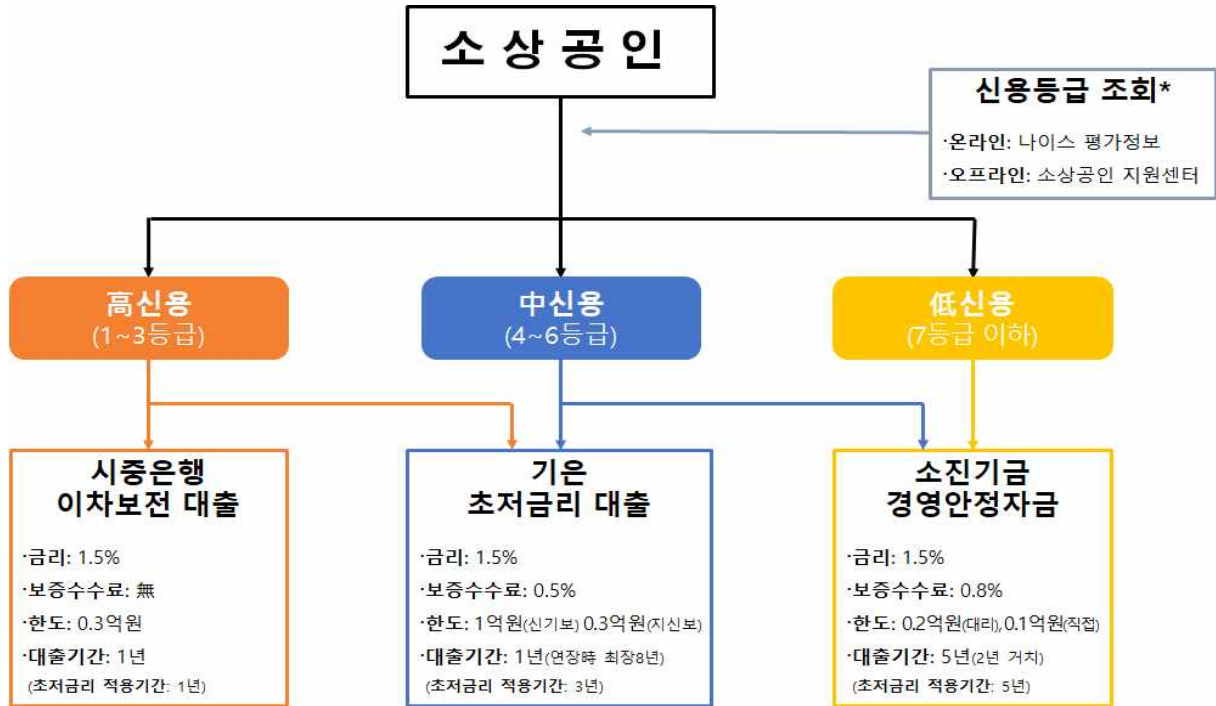 소상공인
신용등급 조회*
·온라인: 나이스 평가정보
·오프라인: 소상공인 지원센터
高신용
(1~3등급)
中신용
(4~6등급)
低신용
(7등급 이하)
시중은행
이차보전 대출
·금리: 1.5%
·보증수수료: 無
·한도: 0.3억원
·대출기간: 1년
(초저금리 적용기간: 1년)
기은
초저금리 대출
·금리: 1.5%
·보증수수료: 0.5%
·한도: 1억원(신기보) 0.3억원(지신보)
·대출기간: 1년(연장時 최장8년)
(초저금리 적용기간: 3년)
소진기금
경영안정자금
·금리: 1.5%
·보증수수료: 0.8%
·한도: 0.2억원(대리),0.1억원(직접)
·대출기간: 5년(2년 거치)
(초저금리 적용기간: 5년)